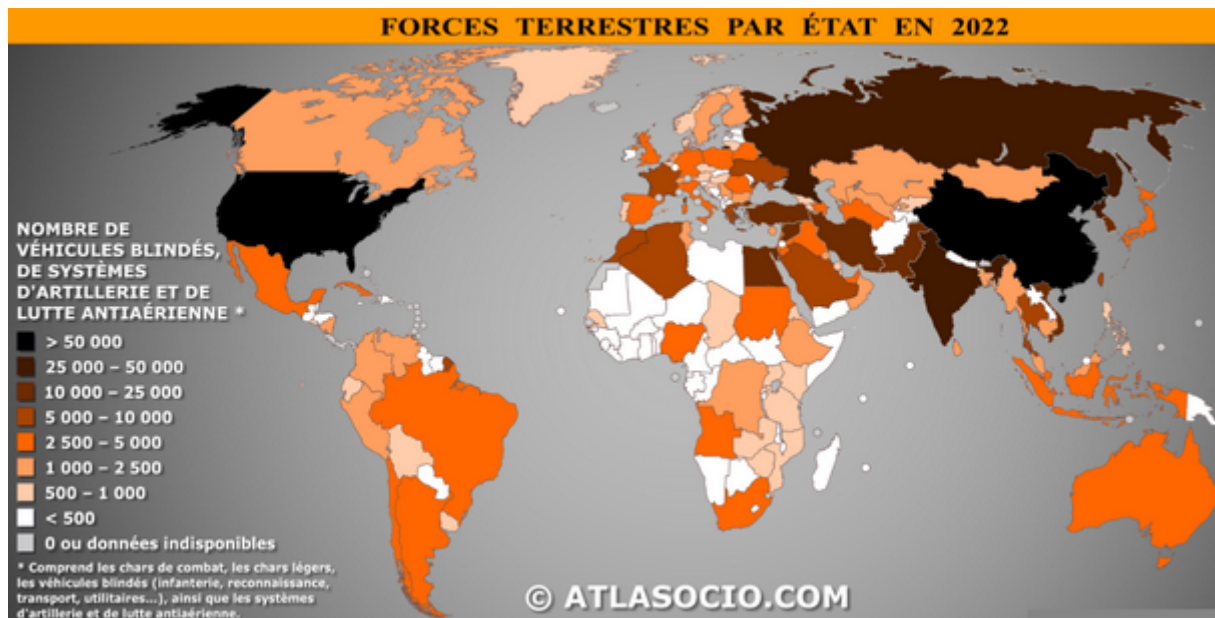 FORCES TERRESTRES PAR ÉTAT EN 2022
NOMBRE DE
VÉHICULES BLINDÉS,
DE SYSTÈMES
D'ARTILLERIE ET DE
LUTTE ANTIAÉRIENNE *
> 50 000
25 000 – 50 000
10 000 – 25 000
5 000 – 10 000
2 500 – 5 000
1 000 – 2 500
500 – 1 000
< 500
0 ou données indisponibles
* Comprend les chars de combat, les chars légers,
les véhicules blindés (infanterie, reconnaissance,
transport, utilitaires...), ainsi que les systèmes
d'artillerie et de lutte antiaérienne.
© ATLASOCIO.COM